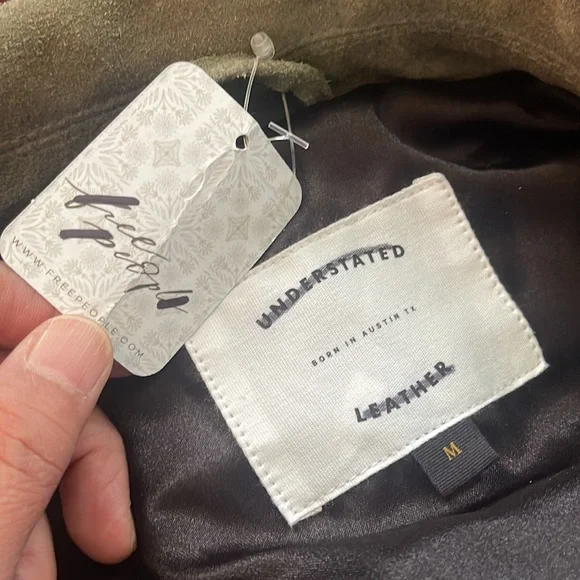 free
people
WWW.FREEPEOPLE.COM
UNDERSTATED
BORN IN AUSTIN TX
LEATHER
M